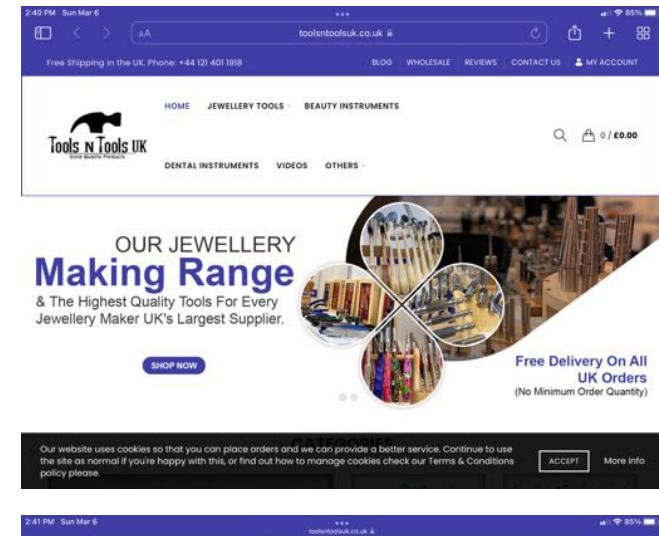 2:40 PM Sun Mar 6
85%
AA
toolsntoolsuk.co.uk
Free Shipping in the UK. Phone: +44 121 401 1918
BLOG WHOLESALE REVIEWS CONTACT US MY ACCOUNT
HOME JEWELLERY TOOLS BEAUTY INSTRUMENTS
Tools N Tools UK
Good Quality Products
0 / £0.00
DENTAL INSTRUMENTS VIDEOS OTHERS
OUR JEWELLERY
Making Range
& The Highest Quality Tools For Every
Jewellery Maker UK's Largest Supplier.
SHOP NOW
Free Delivery On All
UK Orders
(No Minimum Order Quantity)
CATEGORIES
Our website uses cookies so that you can place orders and we can provide a better service. Continue to use
the site as normal if you're happy with this, or find out how to manage cookies check our Terms & Conditions
policy please.
ACCEPT More info
2:41 PM Sun Mar 6
85%
toolsntoolsuk.co.uk